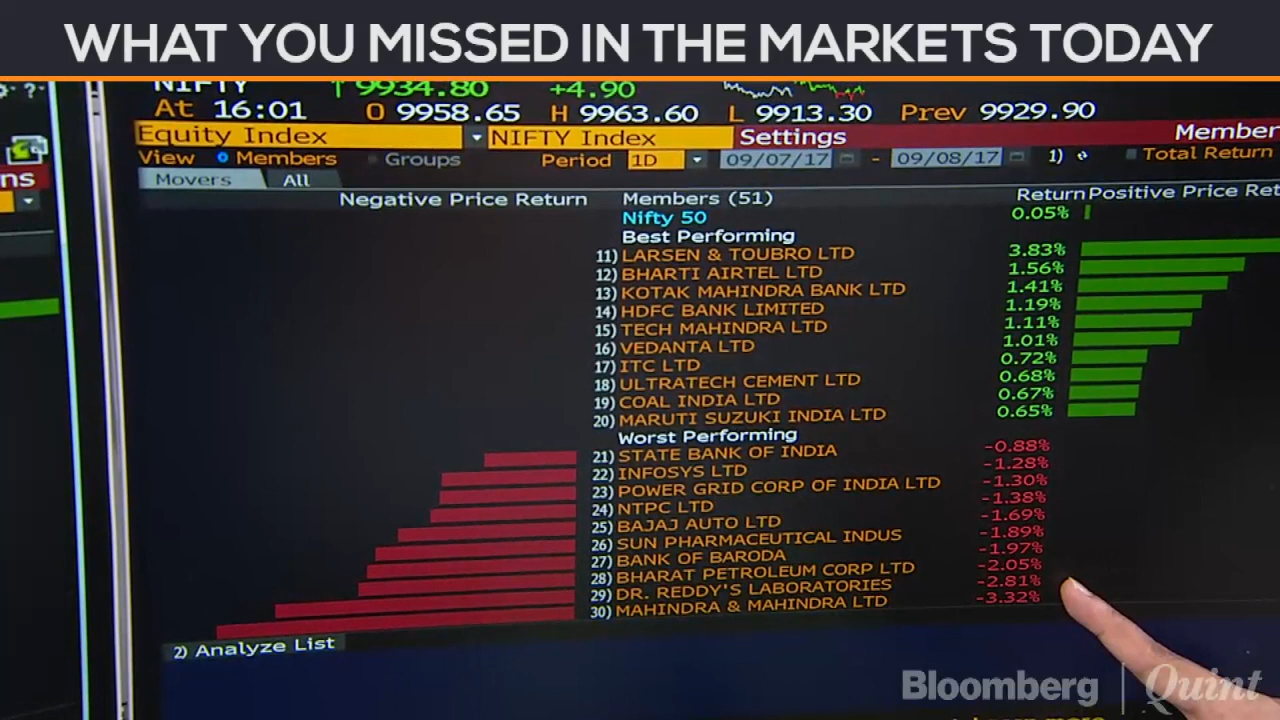 WHAT YOU MISSED IN THE MARKETS TODAY
NIFTY ↑ 9934.80 +4.90
At 16:01 O 9958.65 H 9963.60 L 9913.30 Prev 9929.90
Equity Index NIFTY Index Settings Member
View Members Groups Period 1D 09/07/17 - 09/08/17 1) Total Return
ns
Movers All
Negative Price Return Members (51) Return Positive Price Ret
Nifty 50 0.05%
Best Performing
11) LARSEN & TOUBRO LTD 3.83%
12) BHARTI AIRTEL LTD 1.56%
13) KOTAK MAHINDRA BANK LTD 1.41%
14) HDFC BANK LIMITED 1.19%
15) TECH MAHINDRA LTD 1.11%
16) VEDANTA LTD 1.01%
17) ITC LTD 0.72%
18) ULTRATECH CEMENT LTD 0.68%
19) COAL INDIA LTD 0.67%
20) MARUTI SUZUKI INDIA LTD 0.65%
Worst Performing
21) STATE BANK OF INDIA -0.88%
22) INFOSYS LTD -1.28%
23) POWER GRID CORP OF INDIA LTD -1.30%
24) NTPC LTD -1.38%
25) BAJAJ AUTO LTD -1.69%
26) SUN PHARMACEUTICAL INDUS -1.89%
27) BANK OF BARODA -1.97%
28) BHARAT PETROLEUM CORP LTD -2.05%
29) DR. REDDY'S LABORATORIES -2.81%
30) MAHINDRA & MAHINDRA LTD -3.32%
2) Analyze List
Bloomberg | Quint